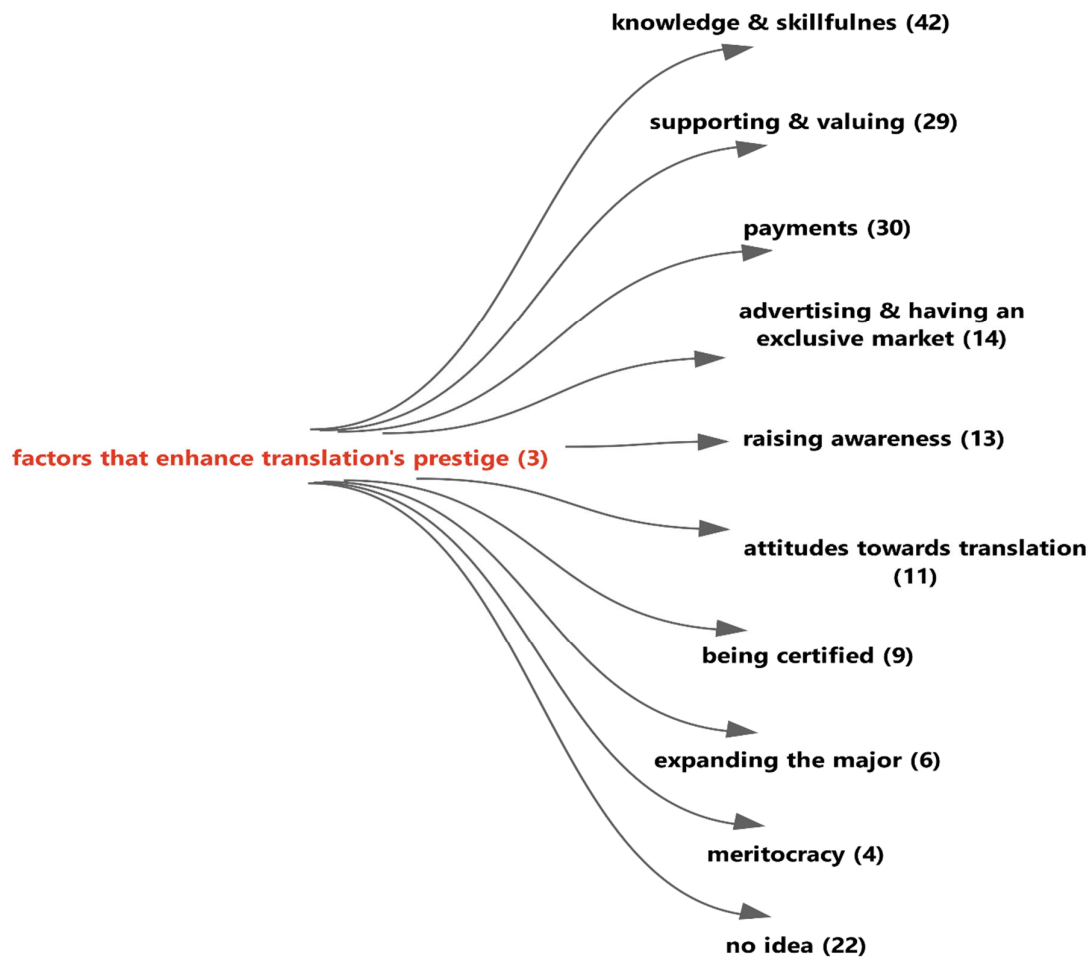 knowledge & skillfulnes (42)
supporting & valuing (29)
payments (30)
advertising & having an
exclusive market (14)
raising awareness (13)
factors that enhance translation's prestige (3)
attitudes towards translation
(11)
being certified (9)
expanding the major (6)
meritocracy (4)
no idea (22)